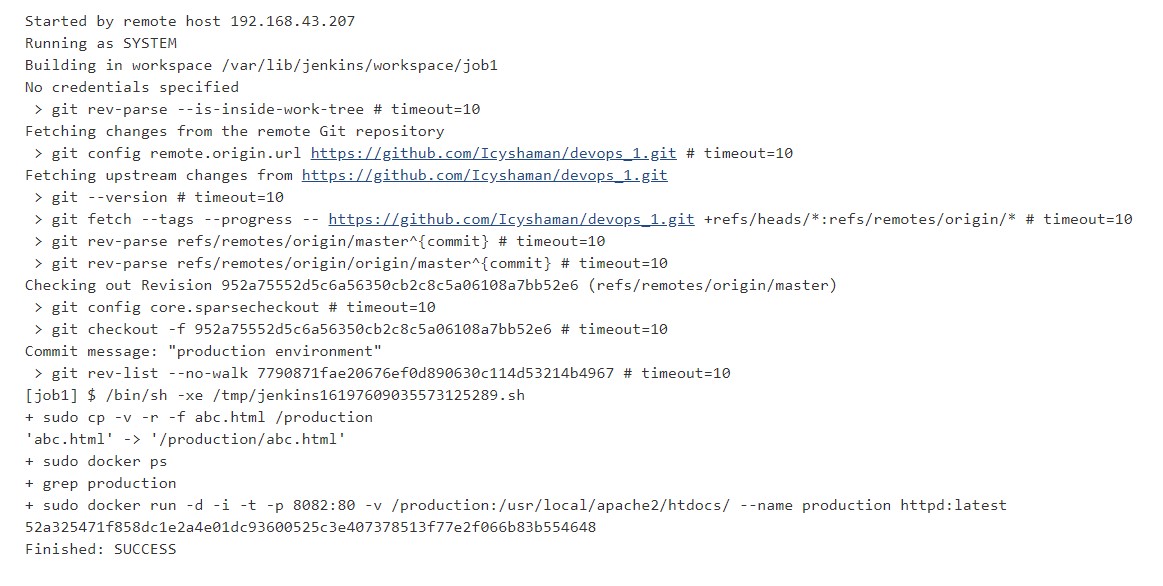 Started by remote host 192.168.43.207
Running as SYSTEM
Building in workspace /var/lib/jenkins/workspace/job1
No credentials specified
 > git rev-parse --is-inside-work-tree # timeout=10
Fetching changes from the remote Git repository
 > git config remote.origin.url https://github.com/Icyshaman/devops_1.git # timeout=10
Fetching upstream changes from https://github.com/Icyshaman/devops_1.git
 > git --version # timeout=10
 > git fetch --tags --progress -- https://github.com/Icyshaman/devops_1.git +refs/heads/*:refs/remotes/origin/* # timeout=10
 > git rev-parse refs/remotes/origin/master^{commit} # timeout=10
 > git rev-parse refs/remotes/origin/origin/master^{commit} # timeout=10
Checking out Revision 952a75552d5c6a56350cb2c8c5a06108a7bb52e6 (refs/remotes/origin/master)
 > git config core.sparsecheckout # timeout=10
 > git checkout -f 952a75552d5c6a56350cb2c8c5a06108a7bb52e6 # timeout=10
Commit message: "production environment"
 > git rev-list --no-walk 7790871fae20676ef0d890630c114d53214b4967 # timeout=10
[job1] $ /bin/sh -xe /tmp/jenkins16197609035573125289.sh
+ sudo cp -v -r -f abc.html /production
'abc.html' -> '/production/abc.html'
+ sudo docker ps
+ grep production
+ sudo docker run -d -i -t -p 8082:80 -v /production:/usr/local/apache2/htdocs/ --name production httpd:latest
52a325471f858dc1e2a4e01dc93600525c3e407378513f77e2f066b83b554648
Finished: SUCCESS